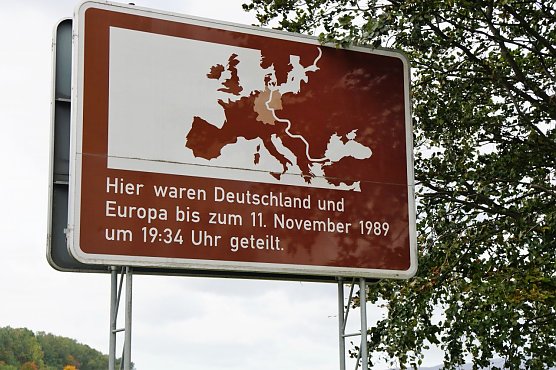 Hier waren Deutschland und
Europa bis zum 11. November 1989
um 19:34 Uhr geteilt.